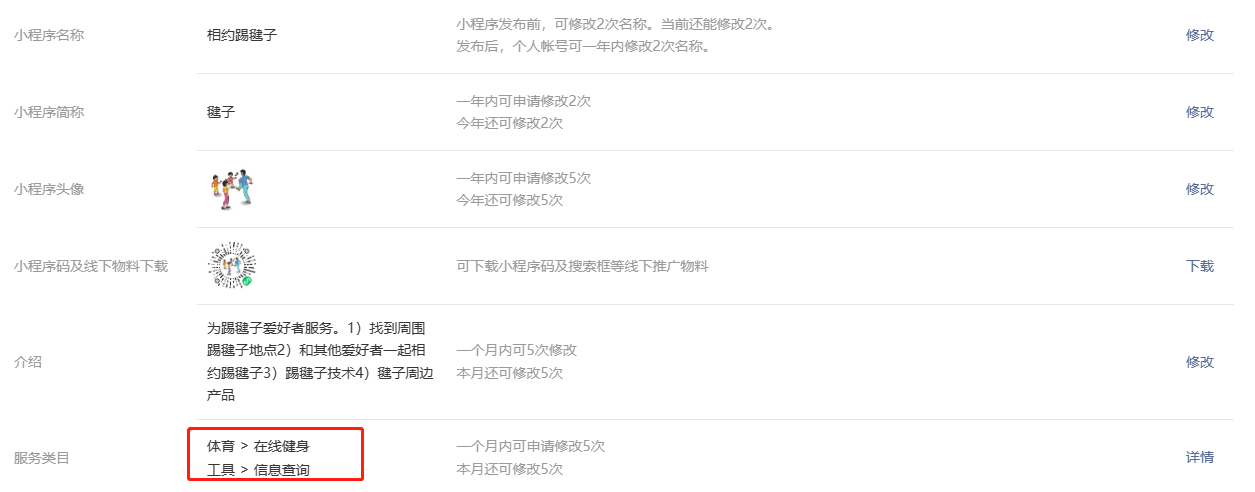 小程序名称
相约踢毽子
小程序发布前，可修改2次名称。当前还能修改2次。
发布后，个人帐号可一年内修改2次名称。
修改
小程序简称
毽子
一年内可申请修改2次
今年还可修改2次
修改
小程序头像
一年内可申请修改5次
今年还可修改5次
修改
小程序码及线下物料下载
可下载小程序码及搜索框等线下推广物料
下载
介绍
为踢毽子爱好者服务。1）找到周围
踢毽子地点2）和其他爱好者一起相
约踢毽子3）踢毽子技术4）毽子周边
产品
一个月内可5次修改
本月还可修改5次
修改
服务类目
体育 > 在线健身
工具 > 信息查询
一个月内可申请修改5次
本月还可修改5次
详情